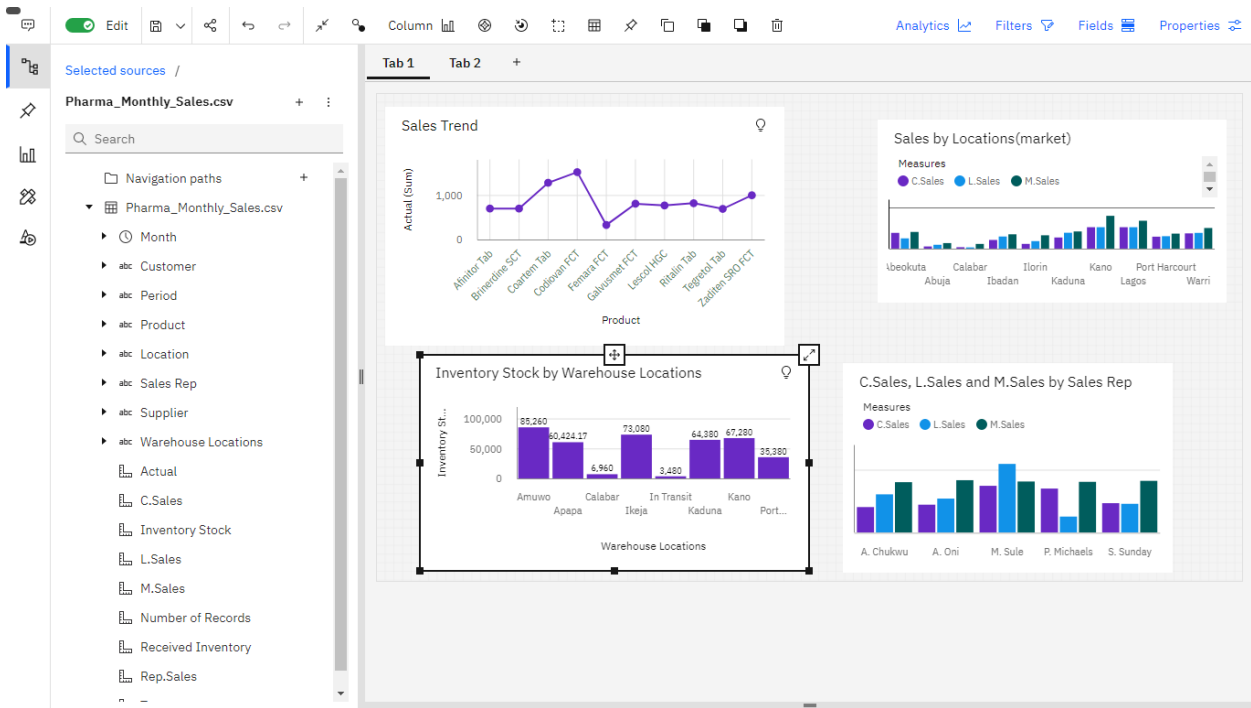 Edit
Column
Analytics
Filters
Fields
Properties
Selected sources /
Pharma_Monthly_Sales.csv
Search
Navigation paths
Pharma_Monthly_Sales.csv
Month
abc Customer
abc Period
abc Product
abc Location
abc Sales Rep
abc Supplier
abc Warehouse Locations
Actual
C.Sales
Inventory Stock
L.Sales
M.Sales
Number of Records
Received Inventory
Rep.Sales
Tab 1
Tab 2
Sales Trend
Actual (Sum)
1,000
0
Afinitor Tab
Brinerdine SCT
Coartem Tab
Codiovan FCT
Femara FCT
Galvusmet FCT
Lescol HGC
Ritalin Tab
Tegretol Tab
Zaditen SRO FCT
Product
Sales by Locations(market)
Measures
C.Sales L.Sales M.Sales
Abeokuta Calabar Ilorin Kano Port Harcourt
Abuja Ibadan Kaduna Lagos Warri
Inventory Stock by Warehouse Locations
Inventory St...
100,000
50,000
0
85,260
60,424.17
6,960
73,080
3,480
64,380
67,280
35,380
Amuwo Calabar In Transit Kano
Apapa Ikeja Kaduna Port...
Warehouse Locations
C.Sales, L.Sales and M.Sales by Sales Rep
Measures
C.Sales L.Sales M.Sales
A. Chukwu A. Oni M. Sule P. Michaels S. Sunday